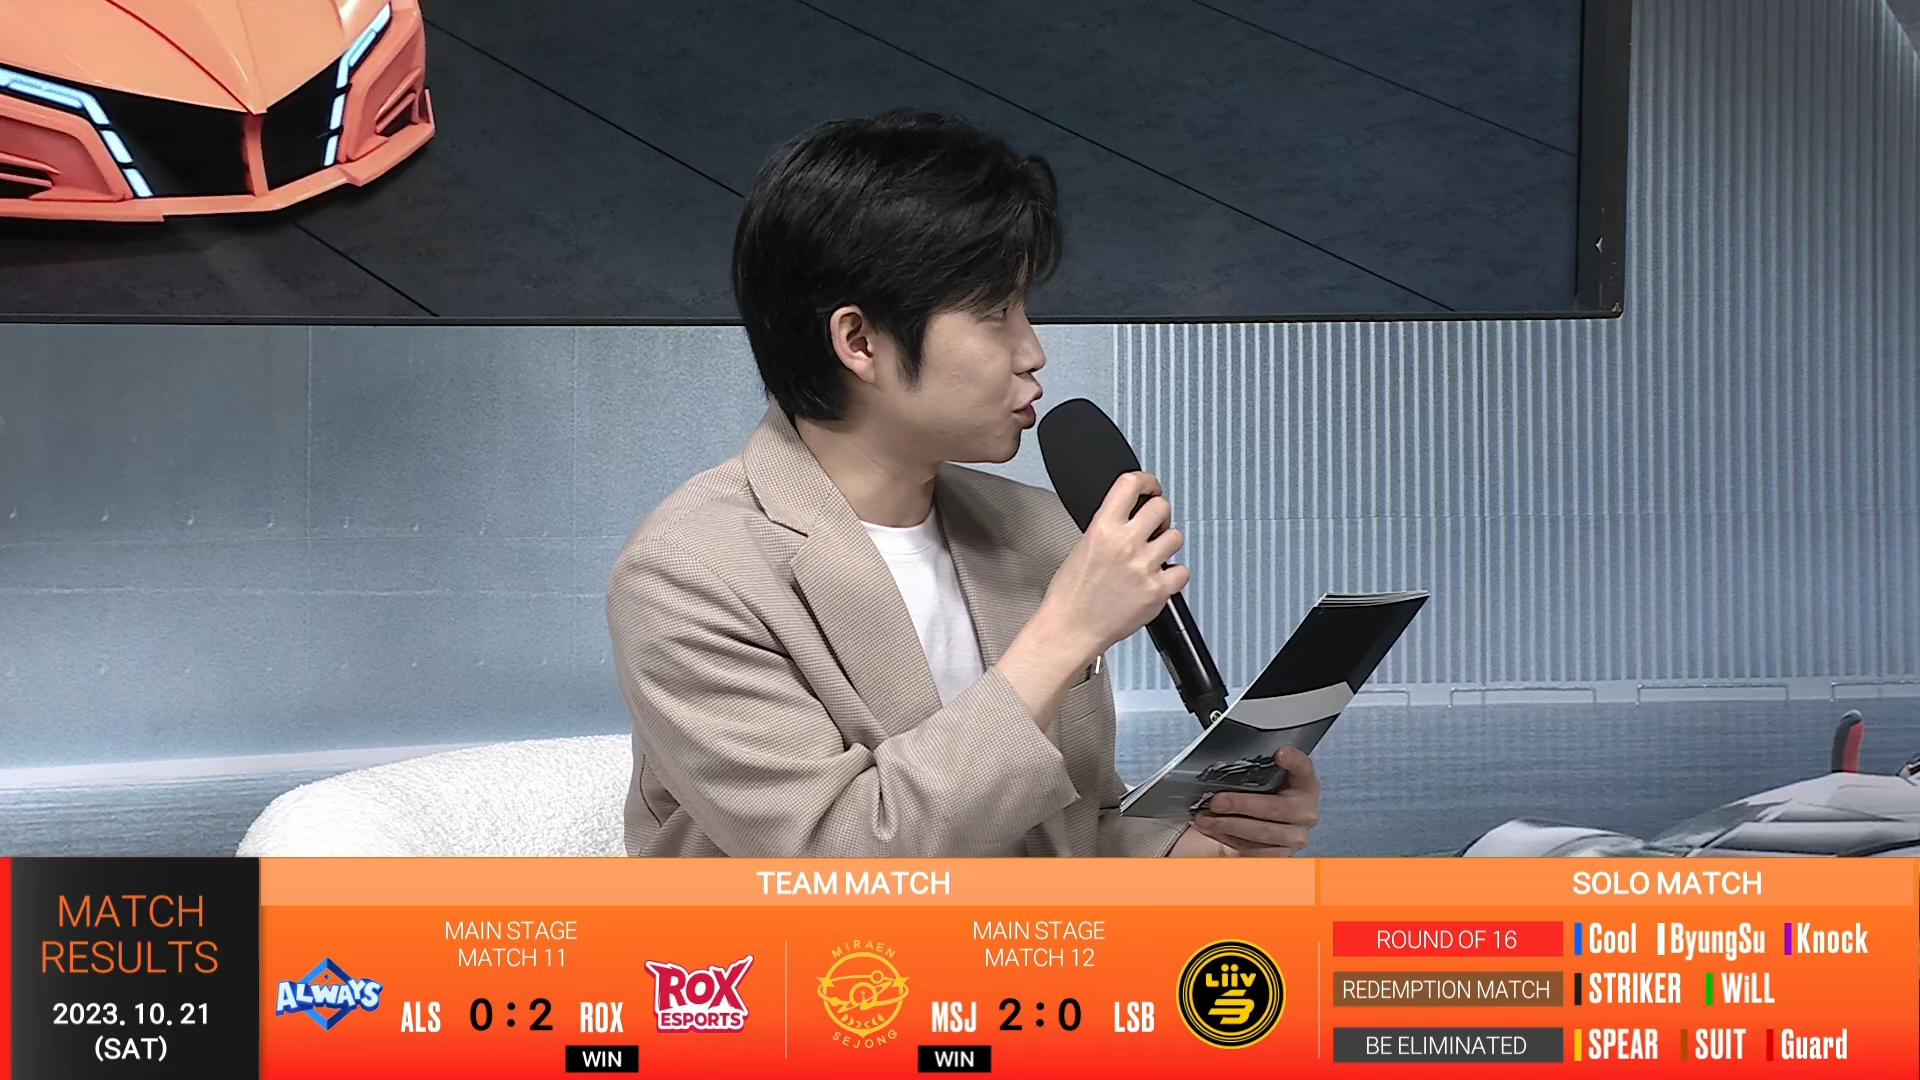 MATCH
RESULTS
2023. 10. 21
(SAT)
TEAM MATCH
MAIN STAGE
MATCH 11
ALWAYS
ALS 0 : 2 ROX
WIN
ROX
ESPORTS
MAIN STAGE
MATCH 12
MIRAEN
SEJONG
MSJ 2 : 0 LSB
WIN
Liiv
SOLO MATCH
ROUND OF 16 Cool ByungSu Knock
REDEMPTION MATCH STRIKER WiLL
BE ELIMINATED SPEAR SUIT Guard